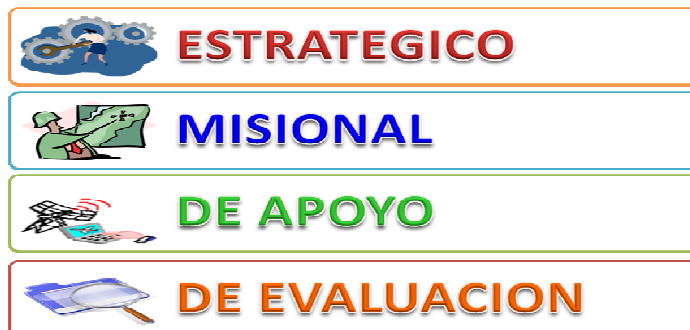 ESTRATEGICO
MISIONAL
DE APOYO
DE EVALUACION